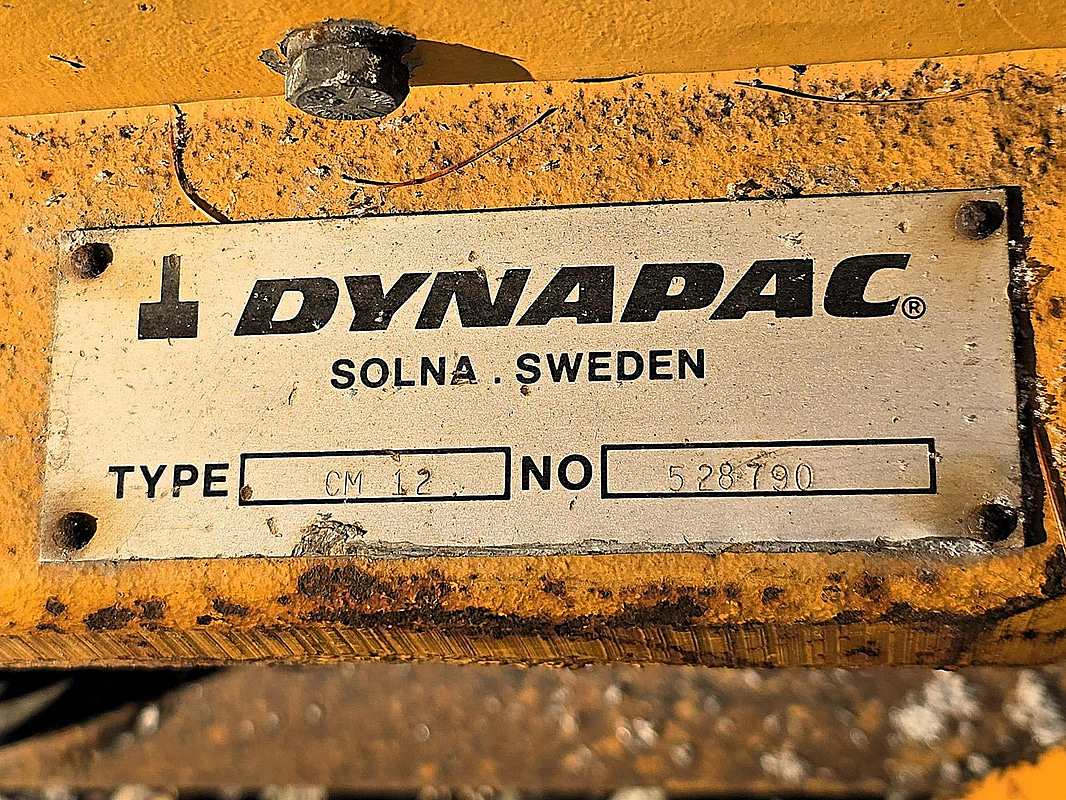 DYNAPAC®
SOLNA . SWEDEN
TYPE CM 12 NO 528790